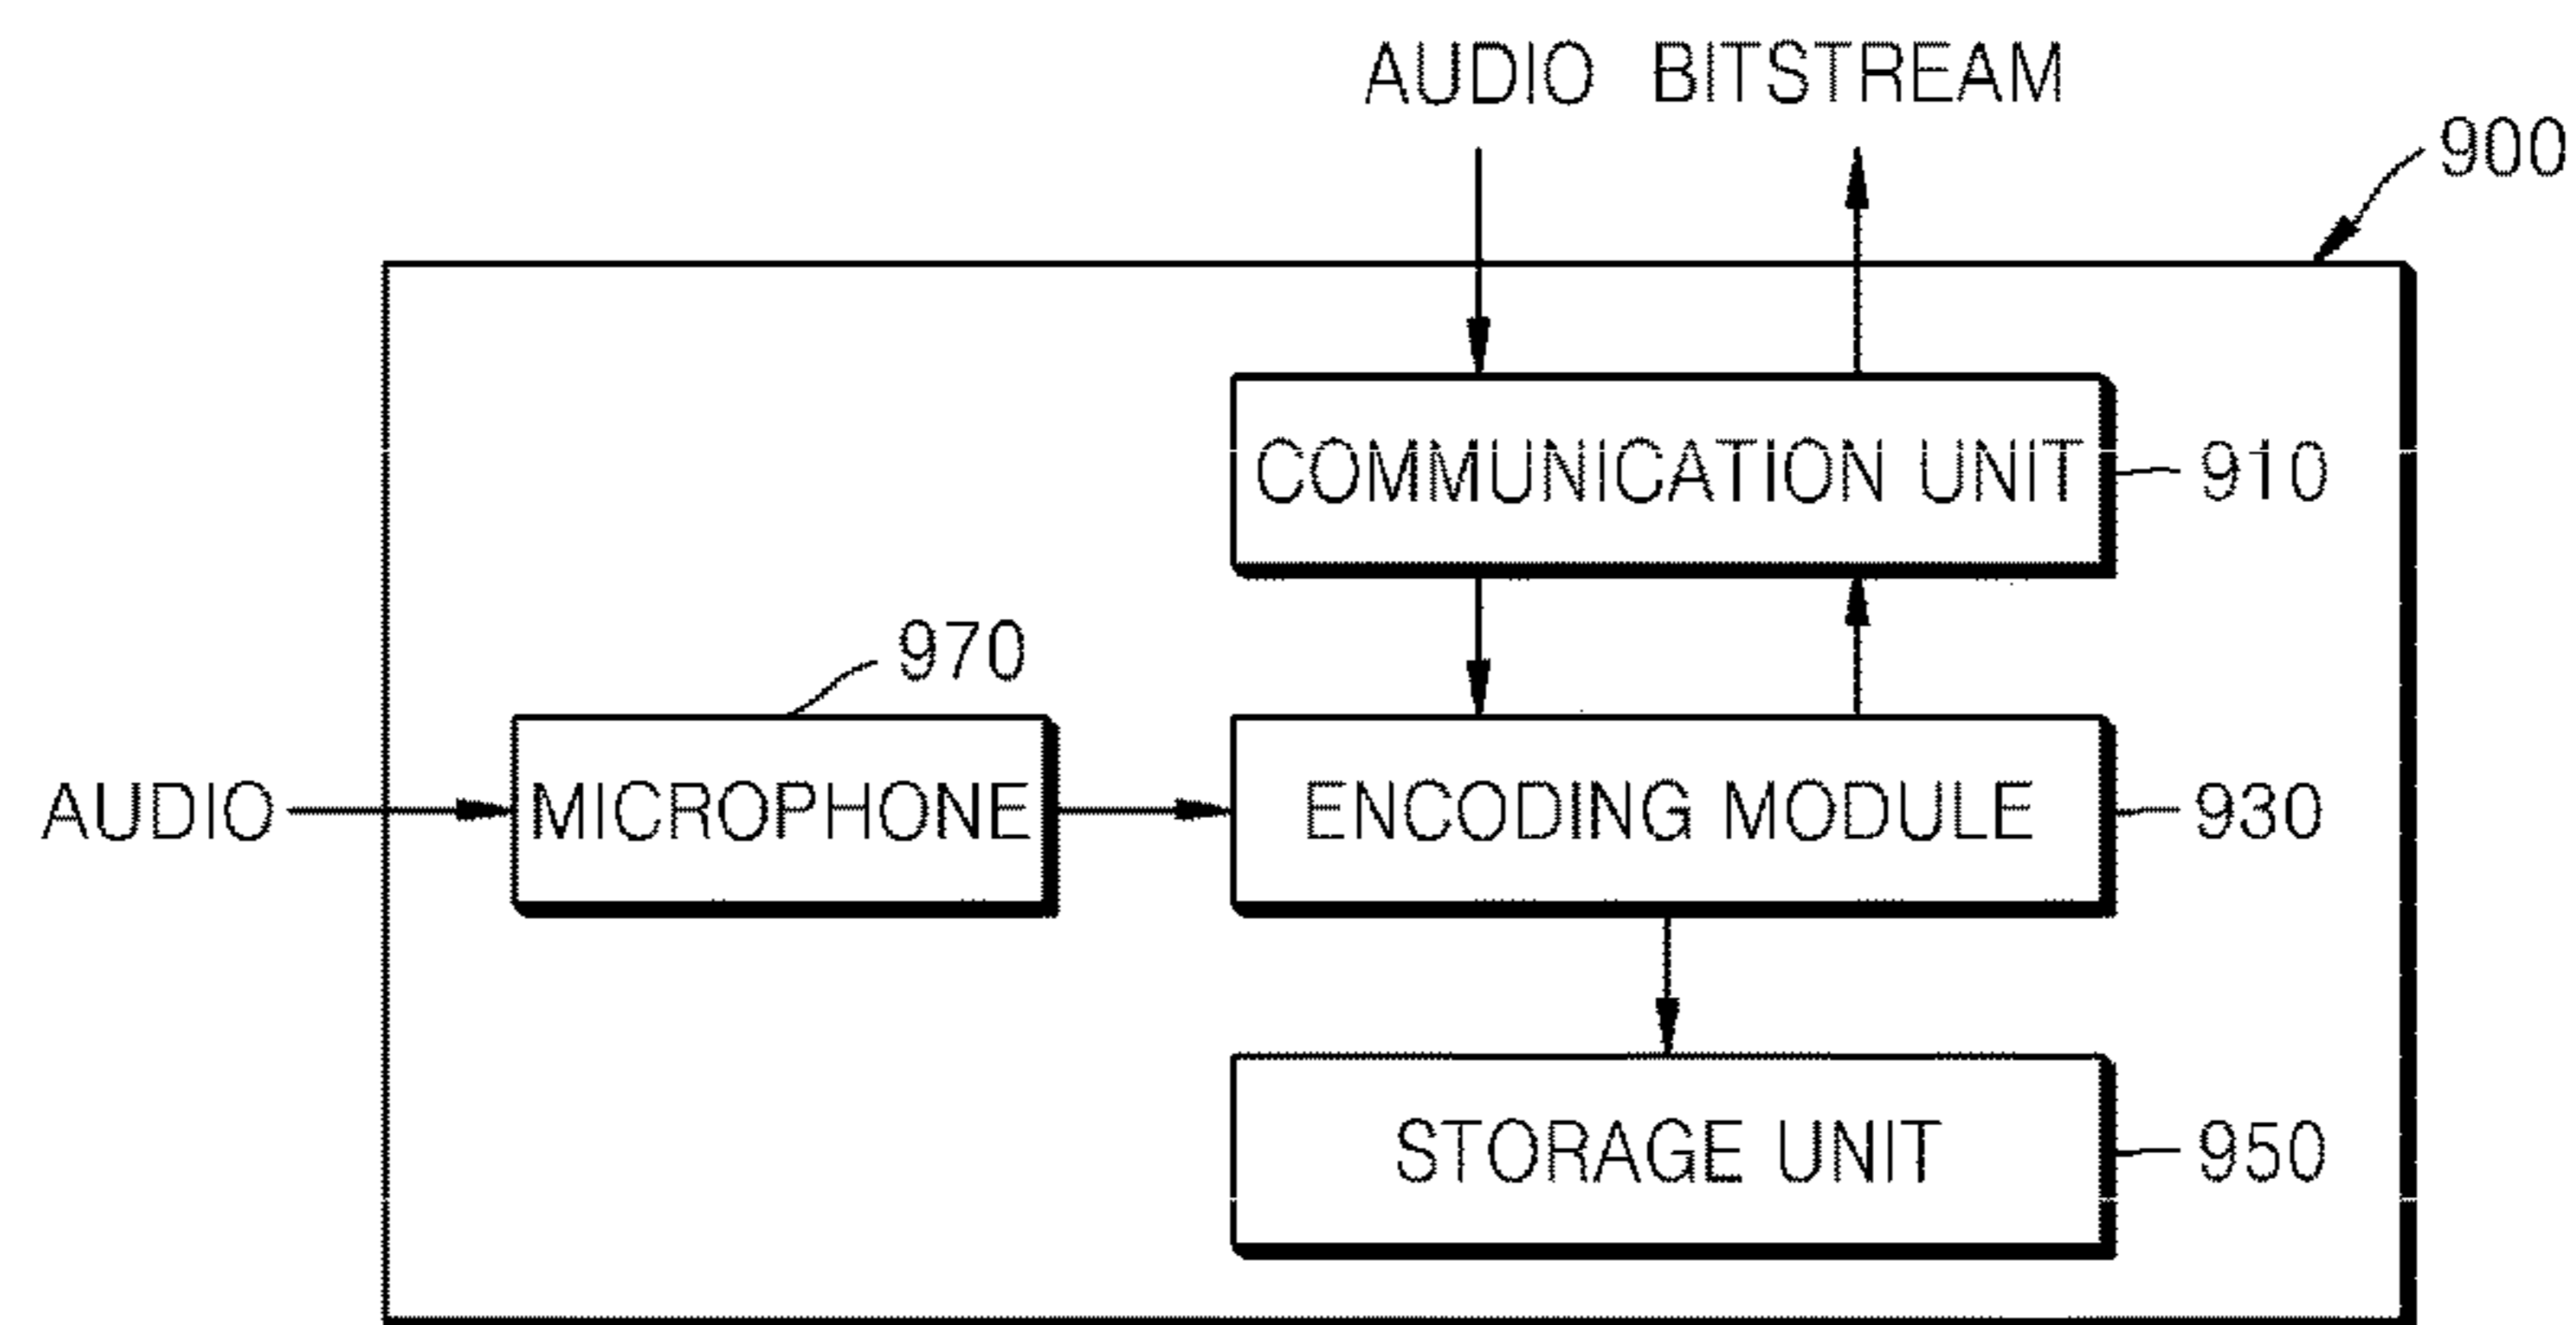 AUDIO BITSTREAM
900
COMMUNICATION UNIT
910
970
AUDIO
MICROPHONE
ENCODING MODULE
930
STORAGE UNIT
950